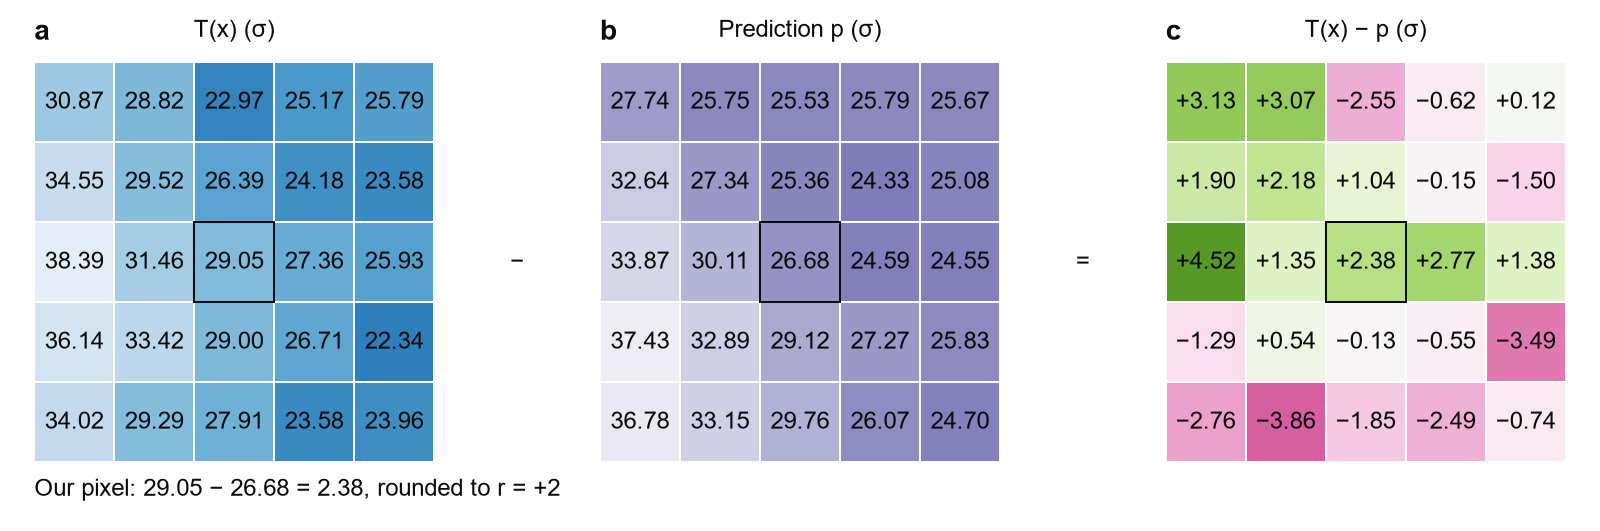 a T(x) (σ) b Prediction p (σ) c T(x) − p (σ)
30.87 28.82 22.97 25.17 25.79 27.74 25.75 25.53 25.79 25.67 +3.13 +3.07 −2.55 −0.62 +0.12
34.55 29.52 26.39 24.18 23.58 32.64 27.34 25.36 24.33 25.08 +1.90 +2.18 +1.04 −0.15 −1.50
38.39 31.46 29.05 27.36 25.93 − 33.87 30.11 26.68 24.59 24.55 = +4.52 +1.35 +2.38 +2.77 +1.38
36.14 33.42 29.00 26.71 22.34 37.43 32.89 29.12 27.27 25.83 −1.29 +0.54 −0.13 −0.55 −3.49
34.02 29.29 27.91 23.58 23.96 36.78 33.15 29.76 26.07 24.70 −2.76 −3.86 −1.85 −2.49 −0.74
Our pixel: 29.05 − 26.68 = 2.38, rounded to r = +2